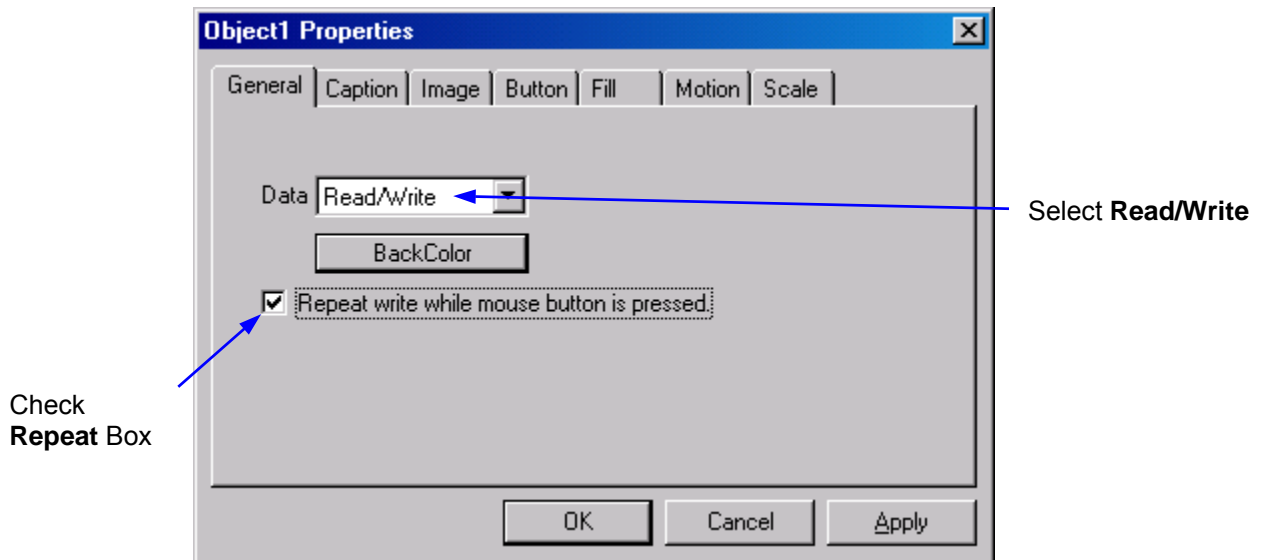 Object1 Properties
General Caption Image Button Fill Motion Scale
Data Read/Write
Select Read/Write
BackColor
Repeat write while mouse button is pressed.
Check
Repeat Box
OK Cancel Apply